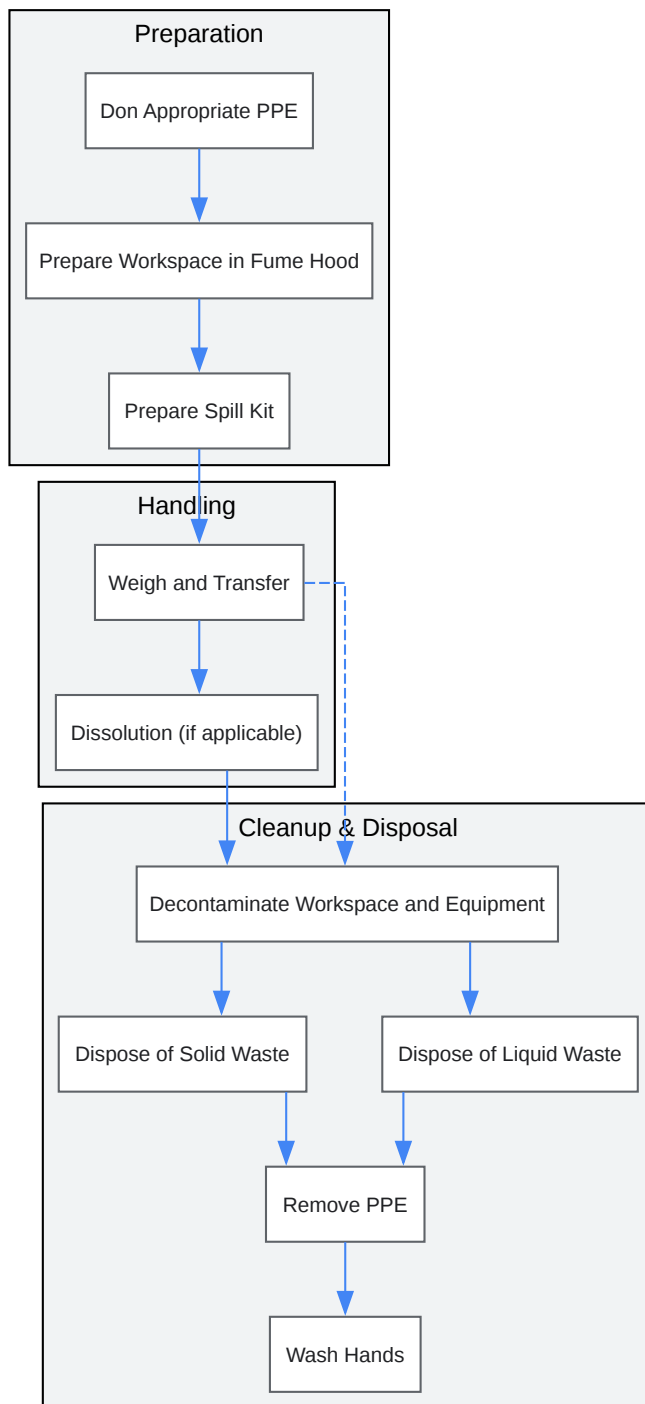 Preparation
Don Appropriate PPE
Prepare Workspace in Fume Hood
Prepare Spill Kit
Handling
Weigh and Transfer
Dissolution (if applicable)
Cleanup & Disposal
Decontaminate Workspace and Equipment
Dispose of Solid Waste
Dispose of Liquid Waste
Remove PPE
Wash Hands